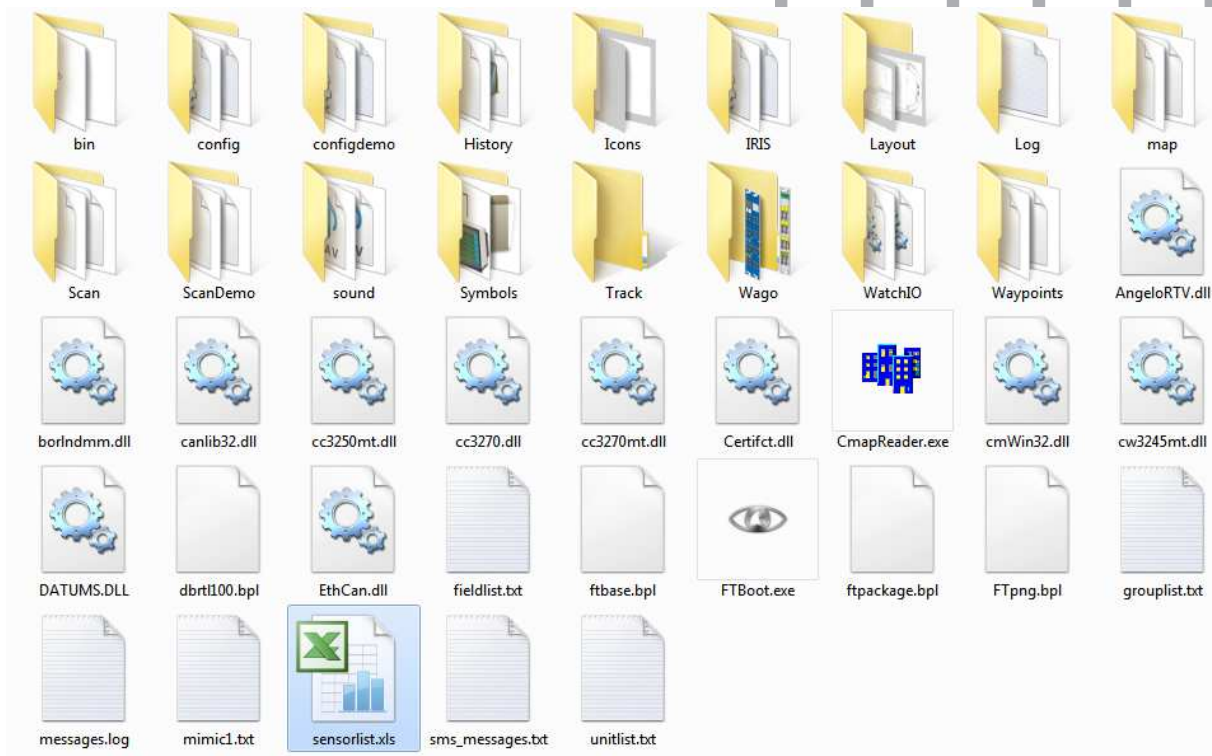 bin config configdemo History Icons IRIS Layout Log map
Scan ScanDemo sound Symbols Track Wago WatchIO Waypoints AngeloRTV.dll
borlndmm.dll canlib32.dll cc3250mt.dll cc3270.dll cc3270mt.dll Certifct.dll CmapReader.exe cmWin32.dll cw3245mt.dll
DATUMS.DLL dbrtl100.bpl EthCan.dll fieldlist.txt ftbase.bpl FTBoot.exe ftpackage.bpl FTpng.bpl grouplist.txt
messages.log mimic1.txt sensorlist.xls sms_messages.txt unitlist.txt